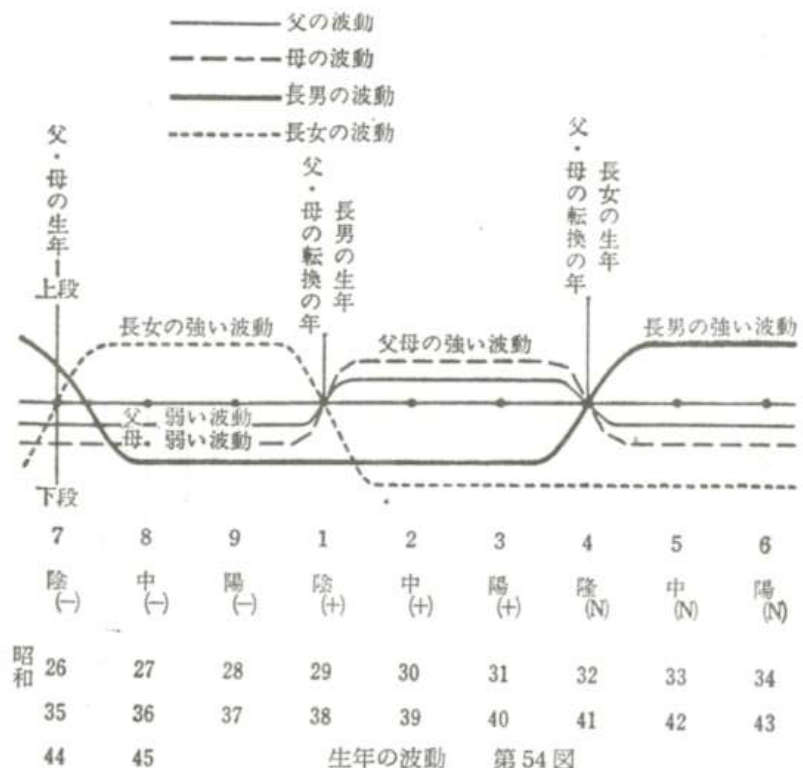 父の波動
母の波動
長男の波動
長女の波動
父・母の生年
父・母の転換の年
長男の生年
父・母の転換の年
長女の生年
上段
長女の強い波動
父母の強い波動
長男の強い波動
父 弱い波動
母．弱い波動
下段
7 8 9 1 2 3 4 5 6
陰 中 陽 陰 中 陽 隆 中 陽
(−) (−) (−) (+) (+) (+) (N) (N) (N)
昭和 26 27 28 29 30 31 32 33 34
35 36 37 38 39 40 41 42 43
44 45 生年の波動 第54図